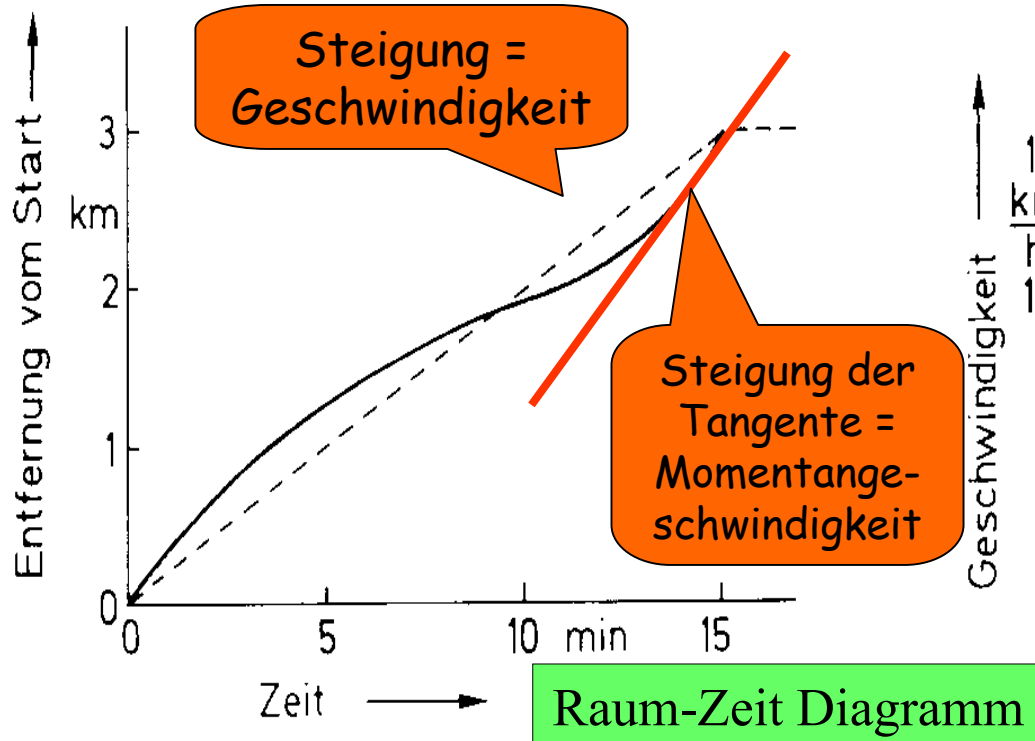 Entfernung vom Start
Steigung =
Geschwindigkeit
3
km
2
1
0
0
5
10
min
15
Zeit
Steigung der
Tangente =
Momentange-
schwindigkeit
Geschwindigkeit
Raum-Zeit Diagramm